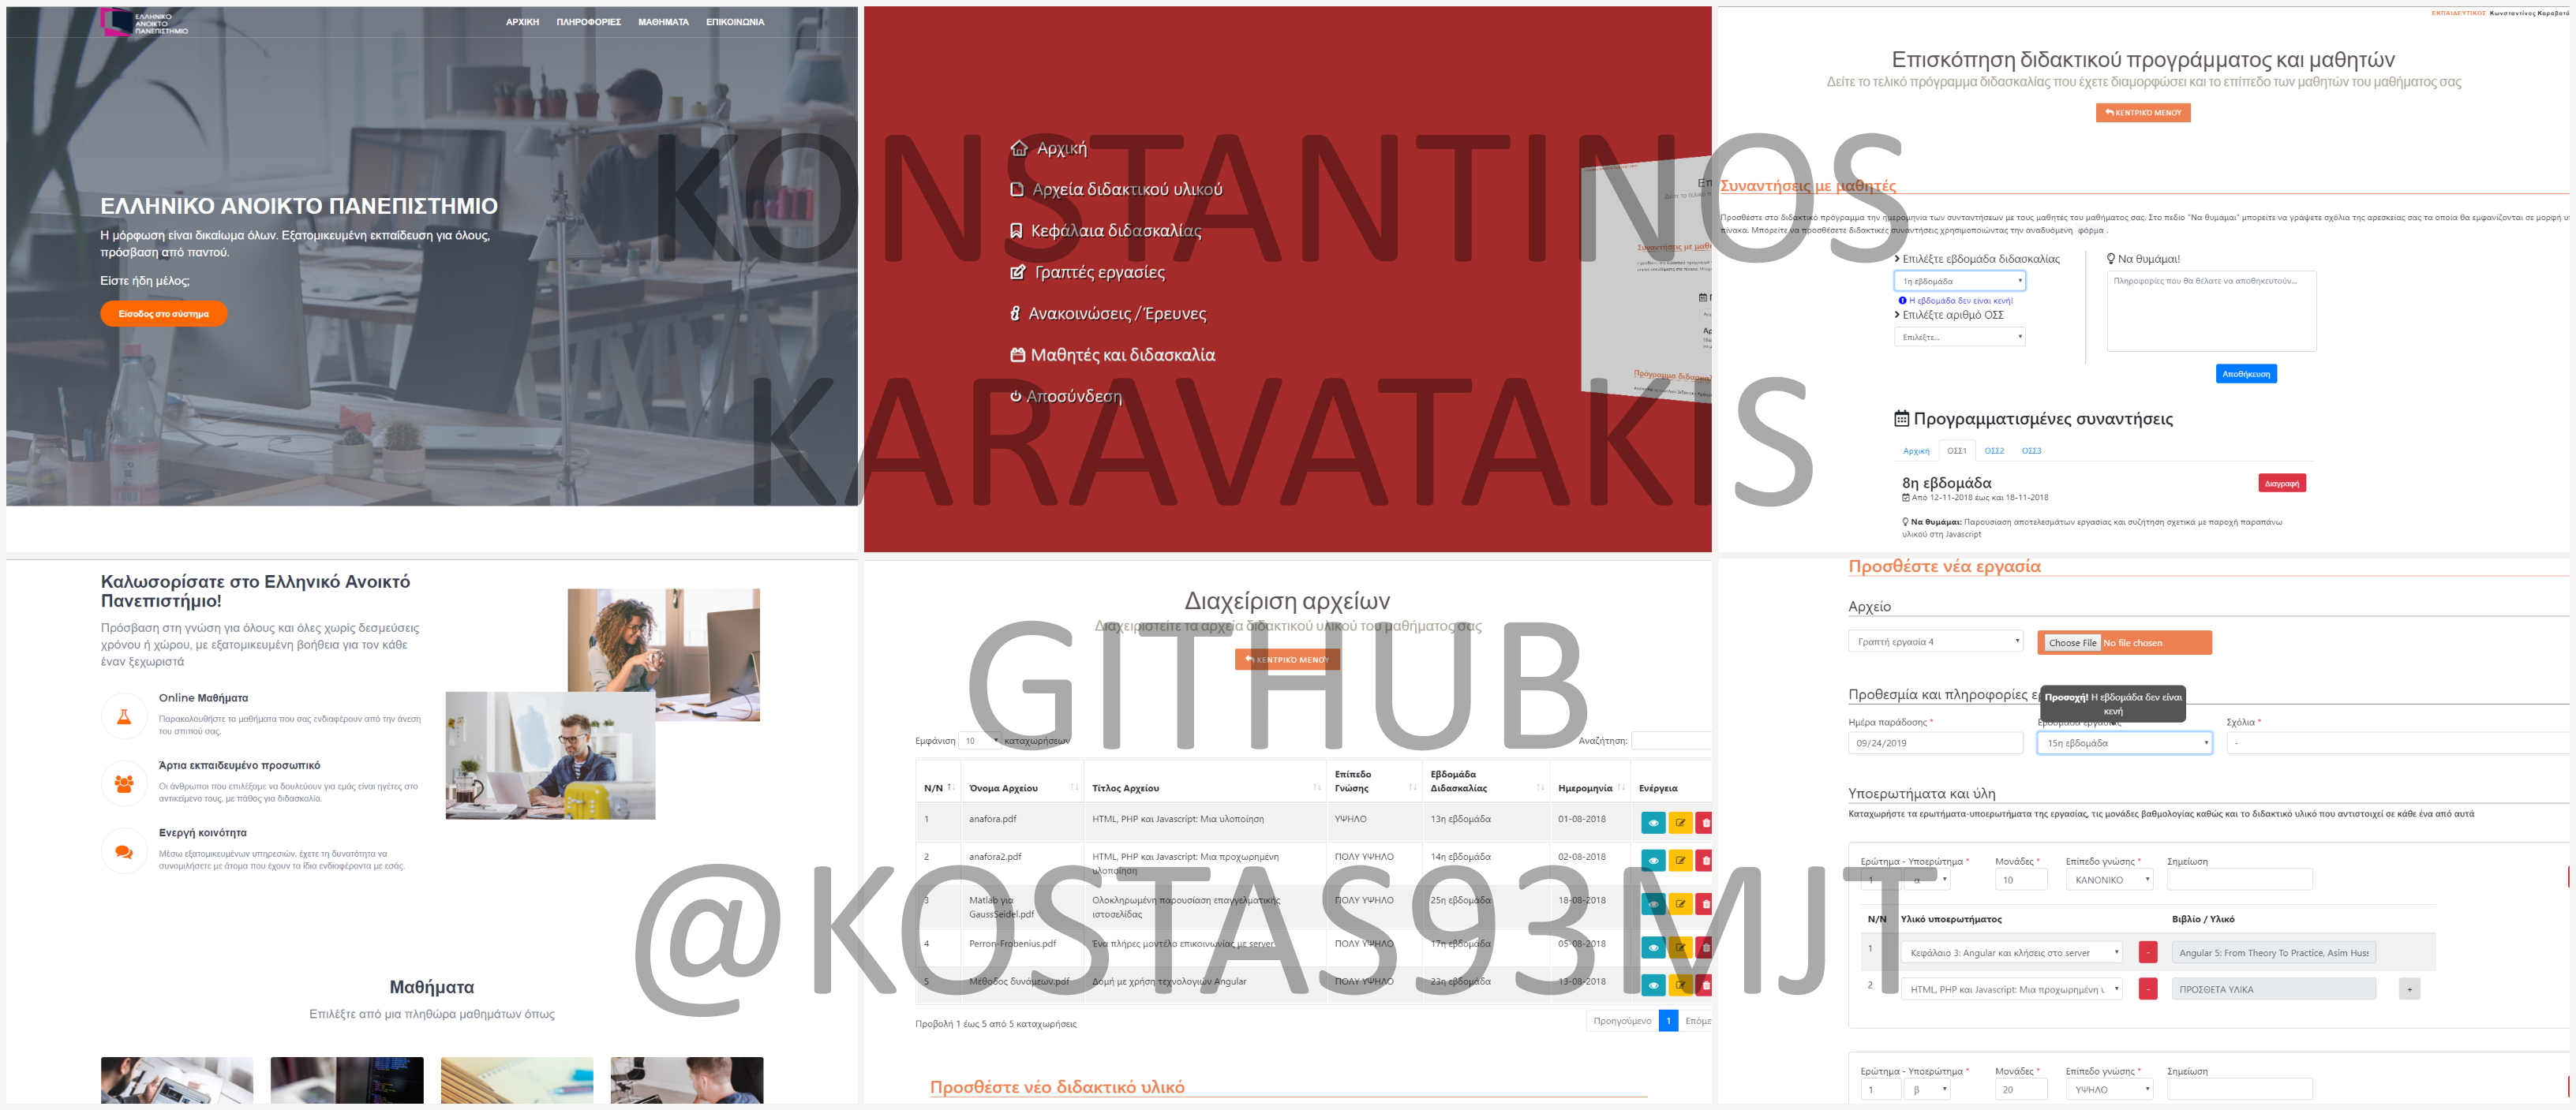 ΕΛΛΗΝΙΚΟ
ΑΝΟΙΚΤΟ
ΠΑΝΕΠΙΣΤΗΜΙΟ
ΑΡΧΙΚΗ ΠΛΗΡΟΦΟΡΙΕΣ ΜΑΘΗΜΑΤΑ ΕΠΙΚΟΙΝΩΝΙΑ
ΕΛΛΗΝΙΚΟ ΑΝΟΙΚΤΟ ΠΑΝΕΠΙΣΤΗΜΙΟ
Η μόρφωση είναι δικαίωμα όλων. Εξατομικευμένη εκπαίδευση για όλους,
πρόσβαση από παντού.
Είστε ήδη μέλος;
Είσοδος στο σύστημα
Αρχική
Αρχεία διδακτικού υλικού
Κεφάλαια διδασκαλίας
Γραπτές εργασίες
Ανακοινώσεις / Έρευνες
Μαθητές και διδασκαλία
Αποσύνδεση
ΕΚΠΑΙΔΕΥΤΙΚΟΣ Κωνσταντίνος
Επισκόπηση διδακτικού προγράμματος και μαθητών
Δείτε το τελικό πρόγραμμα διδασκαλίας που έχετε διαμορφώσει και το επίπεδο των μαθητών του μαθήματος σας
ΚΕΝΤΡΙΚΟ ΜΕΝΟΥ
Συναντήσεις με μαθητές
Προσθέστε στο διδακτικό πρόγραμμα την ημερομηνία των συναντήσεων με τους μαθητές του μαθήματος σας. Στο πεδίο "Να θυμάμαι" μπορείτε να γράψετε σχόλια της αρεσκείας σας τα οποία θα εμφανίζονται σε μορφή
πίνακα. Μπορείτε να προσθέσετε διδακτικές συναντήσεις χρησιμοποιώντας την αναδυόμενη φόρμα .
Επιλέξτε εβδομάδα διδασκαλίας
1η εβδομάδα
Η εβδομάδα δεν είναι κενή!
Επιλέξτε αριθμό ΟΣΣ
Επιλέξτε...
Να θυμάμαι!
Πληροφορίες που θα θέλατε να αποθηκευτούν...
Αποθήκευση
Προγραμματισμένες συναντήσεις
Αρχική ΟΣΣ1 ΟΣΣ2 ΟΣΣ3
8η εβδομάδα
Διαγραφή
Από 12-11-2018 έως και 18-11-2018
Να θυμάμαι: Παρουσίαση αποτελεσμάτων εργασίας και συζήτηση σχετικά με παροχή παραπάνω
υλικού στη Javascript
KONSTANTINOS
KARAVATAKIS
GITHUB
@KOSTAS93MJT
Καλωσορίσατε στο Ελληνικό Ανοικτό
Πανεπιστήμιο!
Πρόσβαση στη γνώση για όλους και όλες χωρίς δεσμεύσεις
χρόνου ή χώρου, με εξατομικευμένη βοήθεια για τον κάθε
έναν ξεχωριστά
Online Μαθήματα
Παρακολουθήστε τα μαθήματα που σας ενδιαφέρουν από την άνεση
του σπιτιού σας.
Άρτια εκπαιδευμένο προσωπικό
Οι άνθρωποι που επιλέξαμε να δουλεύουν για εμάς είναι ηγέτες στο
αντικείμενο τους, με πάθος για διδασκαλία.
Ενεργή κοινότητα
Μέσω εξατομικευμένων υπηρεσιών, έχετε τη δυνατότητα να
συνομιλήσετε με άτομα που έχουν τα ίδια ενδιαφέροντα με εσάς.
Μαθήματα
Επιλέξτε από μια πληθώρα μαθημάτων όπως
Διαχείριση αρχείων
Διαχειριστείτε τα αρχεία διδακτικού υλικού του μαθήματος σας
ΚΕΝΤΡΙΚΟ ΜΕΝΟΥ
Εμφάνιση 10 καταχωρήσεων
Αναζήτηση:
Ν/Ν Όνομα Αρχείου Τίτλος Αρχείου Επίπεδο Γνώσης Εβδομάδα Διδασκαλίας Ημερομηνία Ενέργεια
1 anafora.pdf HTML, PHP και Javascript: Μια υλοποίηση ΥΨΗΛΟ 13η εβδομάδα 01-08-2018
2 anafora2.pdf HTML, PHP και Javascript: Μια προχωρημένη υλοποίηση ΠΟΛΥ ΥΨΗΛΟ 14η εβδομάδα 02-08-2018
3 Matlab για GaussSeidel.pdf Ολοκληρωμένη παρουσίαση επαγγελματικής ιστοσελίδας ΠΟΛΥ ΥΨΗΛΟ 25η εβδομάδα 18-08-2018
4 Perron-Frobenius.pdf Ένα πλήρες μοντέλο επικοινωνίας με server ΠΟΛΥ ΥΨΗΛΟ 17η εβδομάδα 05-08-2018
5 Μέθοδος δυνάμεων.pdf Δομή με χρήση τεχνολογιών Angular ΠΟΛΥ ΥΨΗΛΟ 23η εβδομάδα 13-08-2018
Προβολή 1 έως 5 από 5 καταχωρήσεις
Προηγούμενο 1
Προσθέστε νέο διδακτικό υλικό
Προσθέστε νέα εργασία
Αρχείο
Γραπτή εργασία 4
Choose File No file chosen
Προθεσμία και πληροφορίες
Προσοχή! Η εβδομάδα δεν είναι
κενή
Ημέρα παράδοσης *
Σχόλια *
09/24/2019
15η εβδομάδα
-
Υποερωτήματα και ύλη
Καταχωρήστε τα ερωτήματα-υποερωτήματα της εργασίας, τις μονάδες βαθμολογίας καθώς και το διδακτικό υλικό που αντιστοιχεί σε κάθε ένα από αυτά
Ερώτημα - Υποερώτημα * Μονάδες * Επίπεδο γνώσης * Σημείωση
1 α 10 ΚΑΝΟΝΙΚΟ
Ν/Ν Υλικό υποερωτήματος Βιβλίο / Υλικό
1 Κεφάλαιο 3: Angular και κλήσεις στο server - Angular 5: From Theory To Practice, Asim Huss
2 HTML, PHP και Javascript: Μια προχωρημένη - ΠΡΟΣΘΕΤΑ ΥΛΙΚΑ +
Ερώτημα - Υποερώτημα * Μονάδες * Επίπεδο γνώσης * Σημείωση
1 β 20 ΥΨΗΛΟ